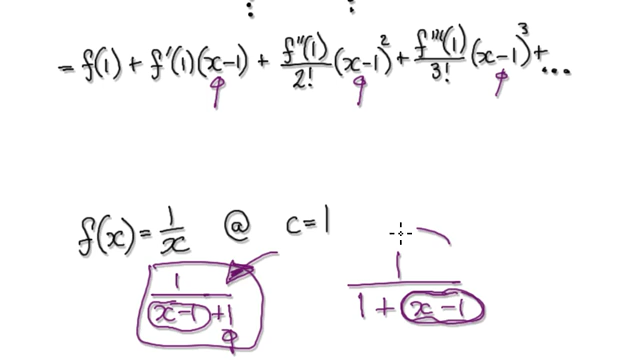 = f(1) + f'(1)(x-1) + f''(1)/2! (x-1)² + f'''(1)/3! (x-1)³ + ...
f(x) = 1/x @ c = 1
1/(x-1+1) 1/(1+(x-1))